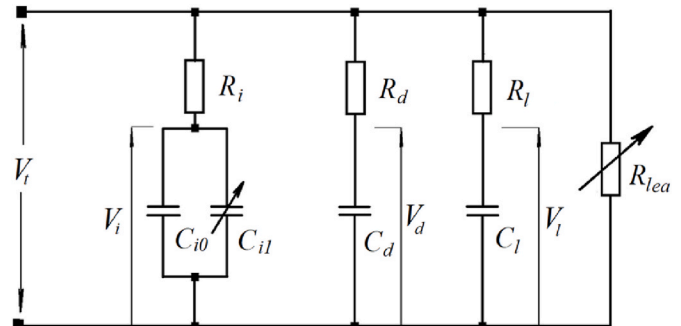 R_i
R_d
R_l
V_t
V_i
C_i0
C_i1
C_d
V_d
C_l
V_l
R_lea